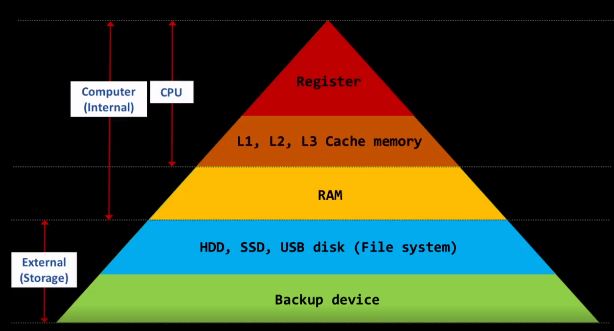 Register
Computer
(Internal)
CPU
L1, L2, L3 Cache memory
RAM
HDD, SSD, USB disk (File system)
External
(Storage)
Backup device